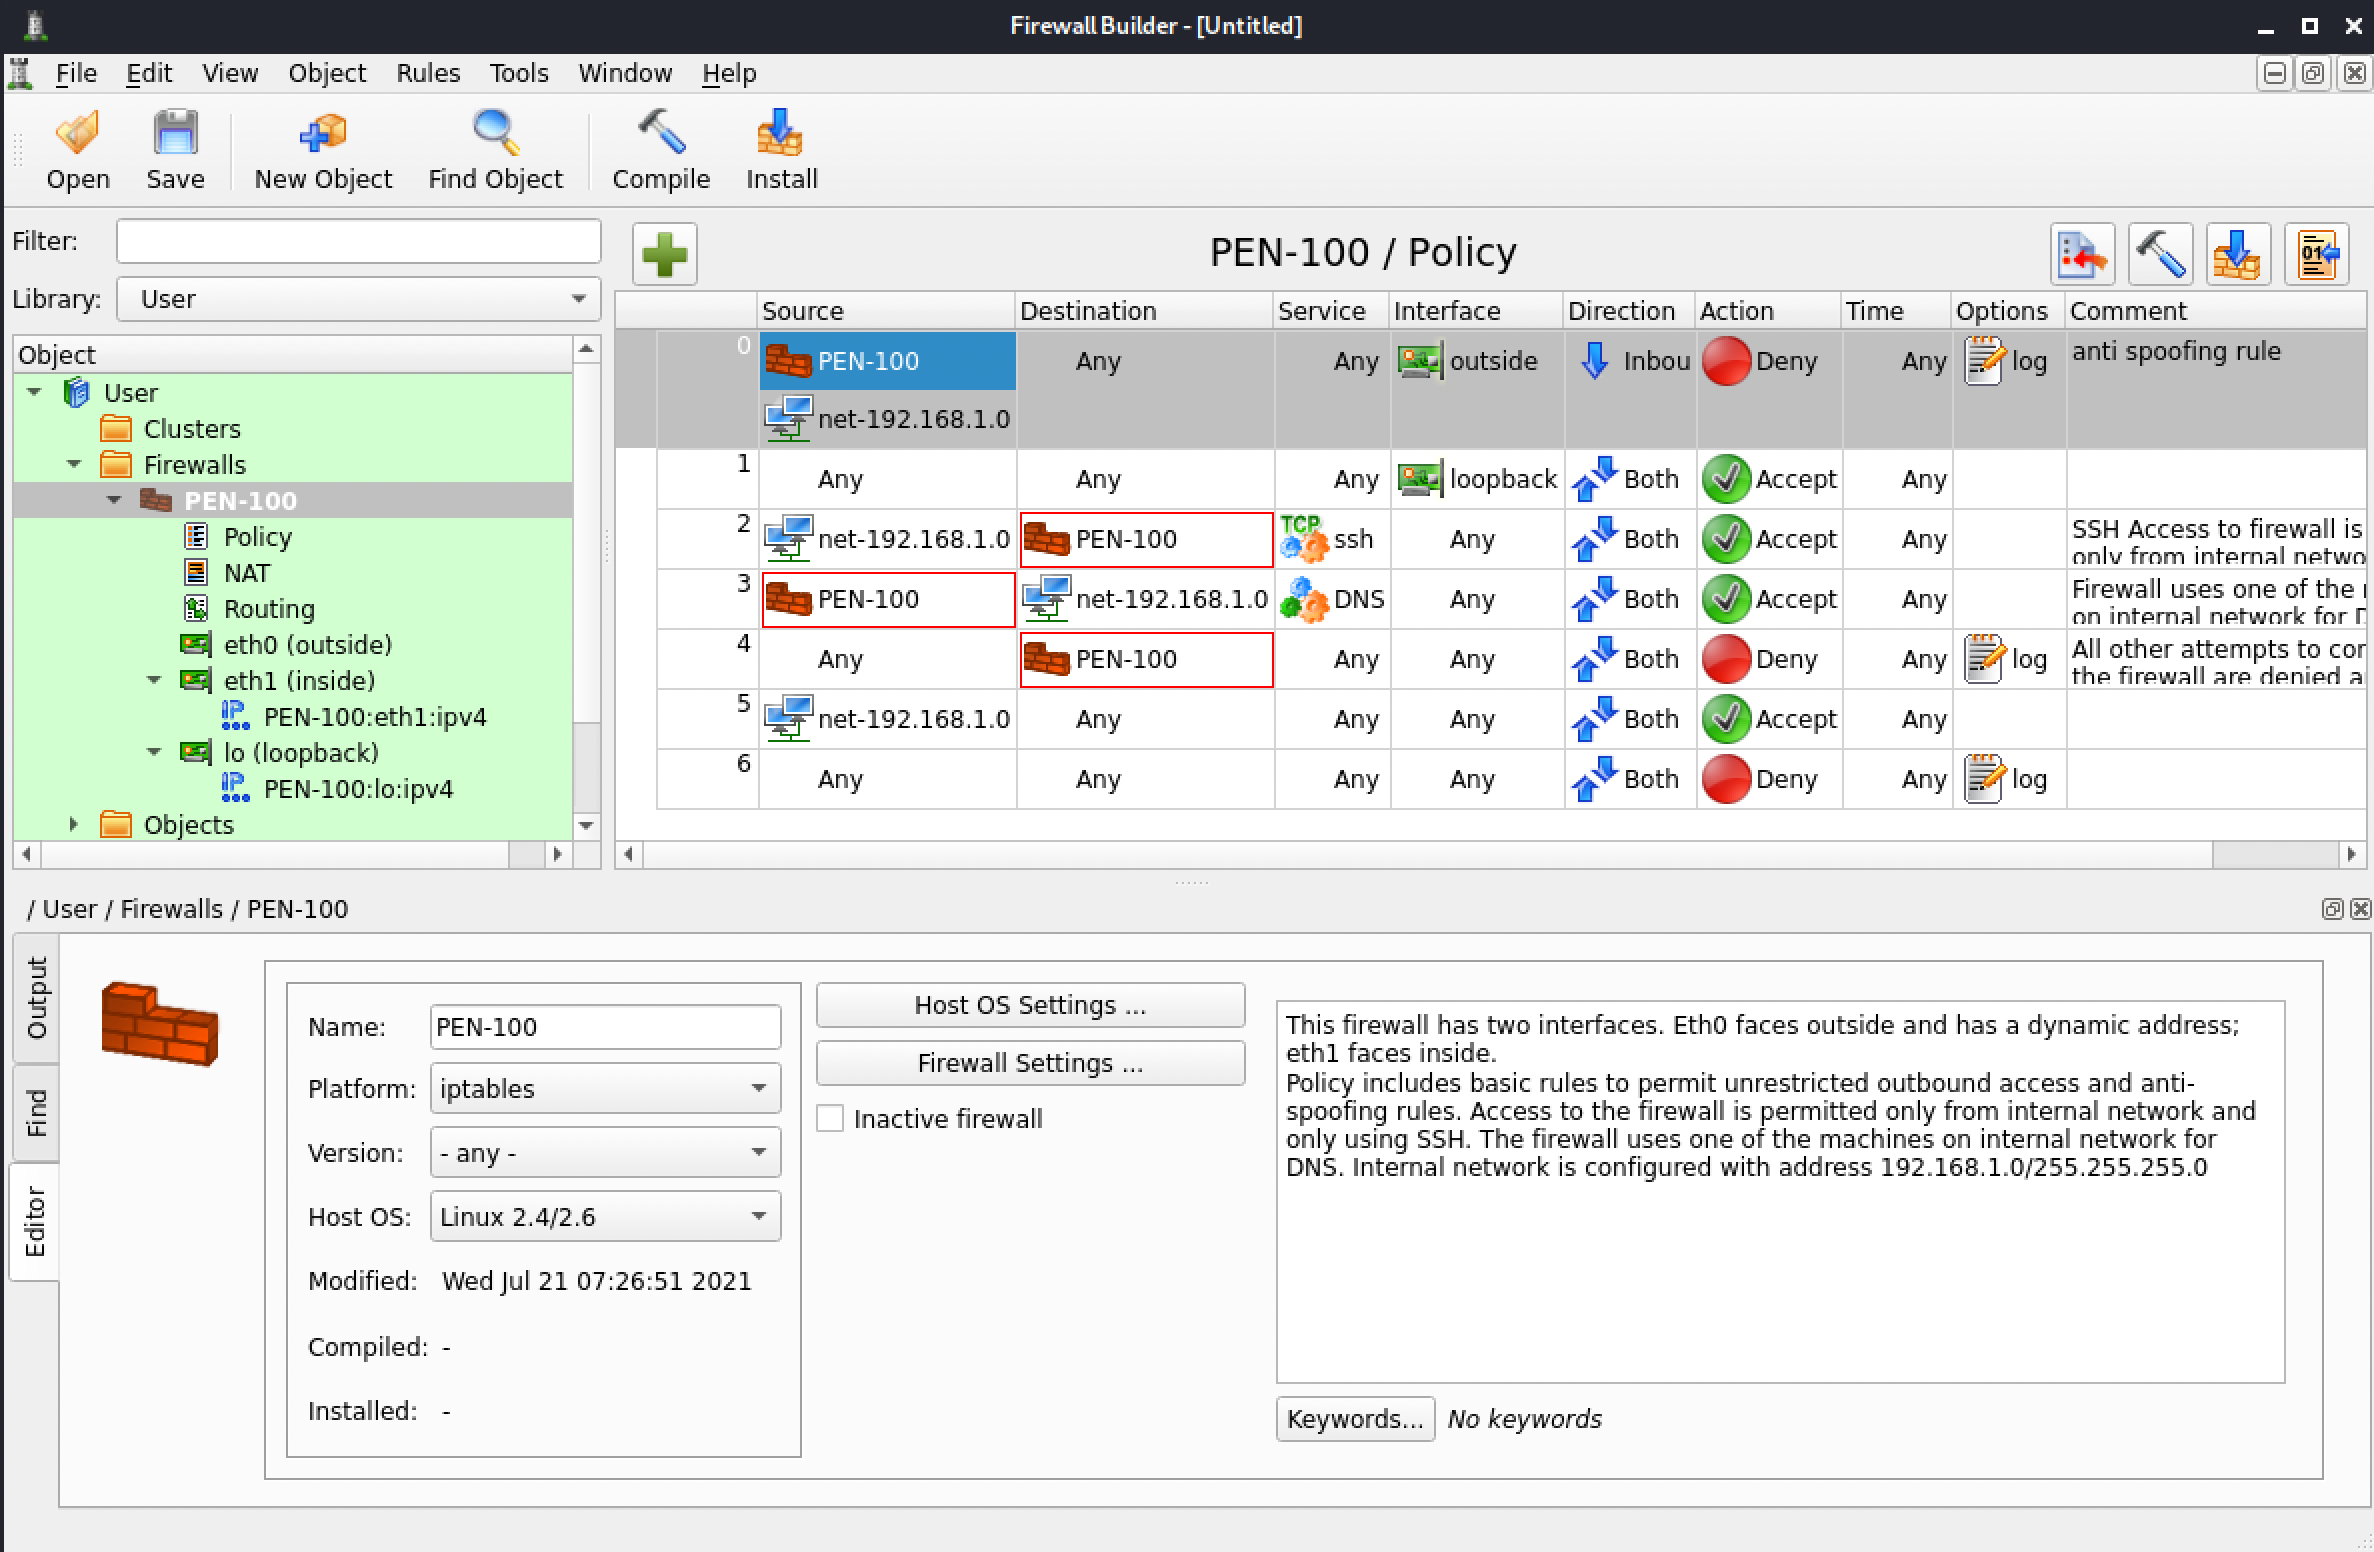 Firewall Builder - [Untitled]
File Edit View Object Rules Tools Window Help
Open Save New Object Find Object Compile Install
Filter:
Library: User
Object
User
Clusters
Firewalls
PEN-100
Policy
NAT
Routing
eth0 (outside)
eth1 (inside)
PEN-100:eth1:ipv4
lo (loopback)
PEN-100:lo:ipv4
Objects
PEN-100 / Policy
Source Destination Service Interface Direction Action Time Options Comment
0 PEN-100 Any Any outside Inbou Deny Any log anti spoofing rule
net-192.168.1.0
1 Any Any Any loopback Both Accept Any
2 net-192.168.1.0 PEN-100 TCP ssh Any Both Accept Any SSH Access to firewall is
only from internal netwo
3 PEN-100 net-192.168.1.0 DNS Any Both Accept Any Firewall uses one of the
on internal network for D
4 Any PEN-100 Any Any Both Deny Any log All other attempts to con
the firewall are denied a
5 net-192.168.1.0 Any Any Any Both Accept Any
6 Any Any Any Any Both Deny Any log
/ User / Firewalls / PEN-100
Output
Find
Editor
Name: PEN-100
Platform: iptables
Version: - any -
Host OS: Linux 2.4/2.6
Modified: Wed Jul 21 07:26:51 2021
Compiled: -
Installed: -
Host OS Settings ...
Firewall Settings ...
Inactive firewall
This firewall has two interfaces. Eth0 faces outside and has a dynamic address;
eth1 faces inside.
Policy includes basic rules to permit unrestricted outbound access and anti-
spoofing rules. Access to the firewall is permitted only from internal network and
only using SSH. The firewall uses one of the machines on internal network for
DNS. Internal network is configured with address 192.168.1.0/255.255.255.0
Keywords... No keywords